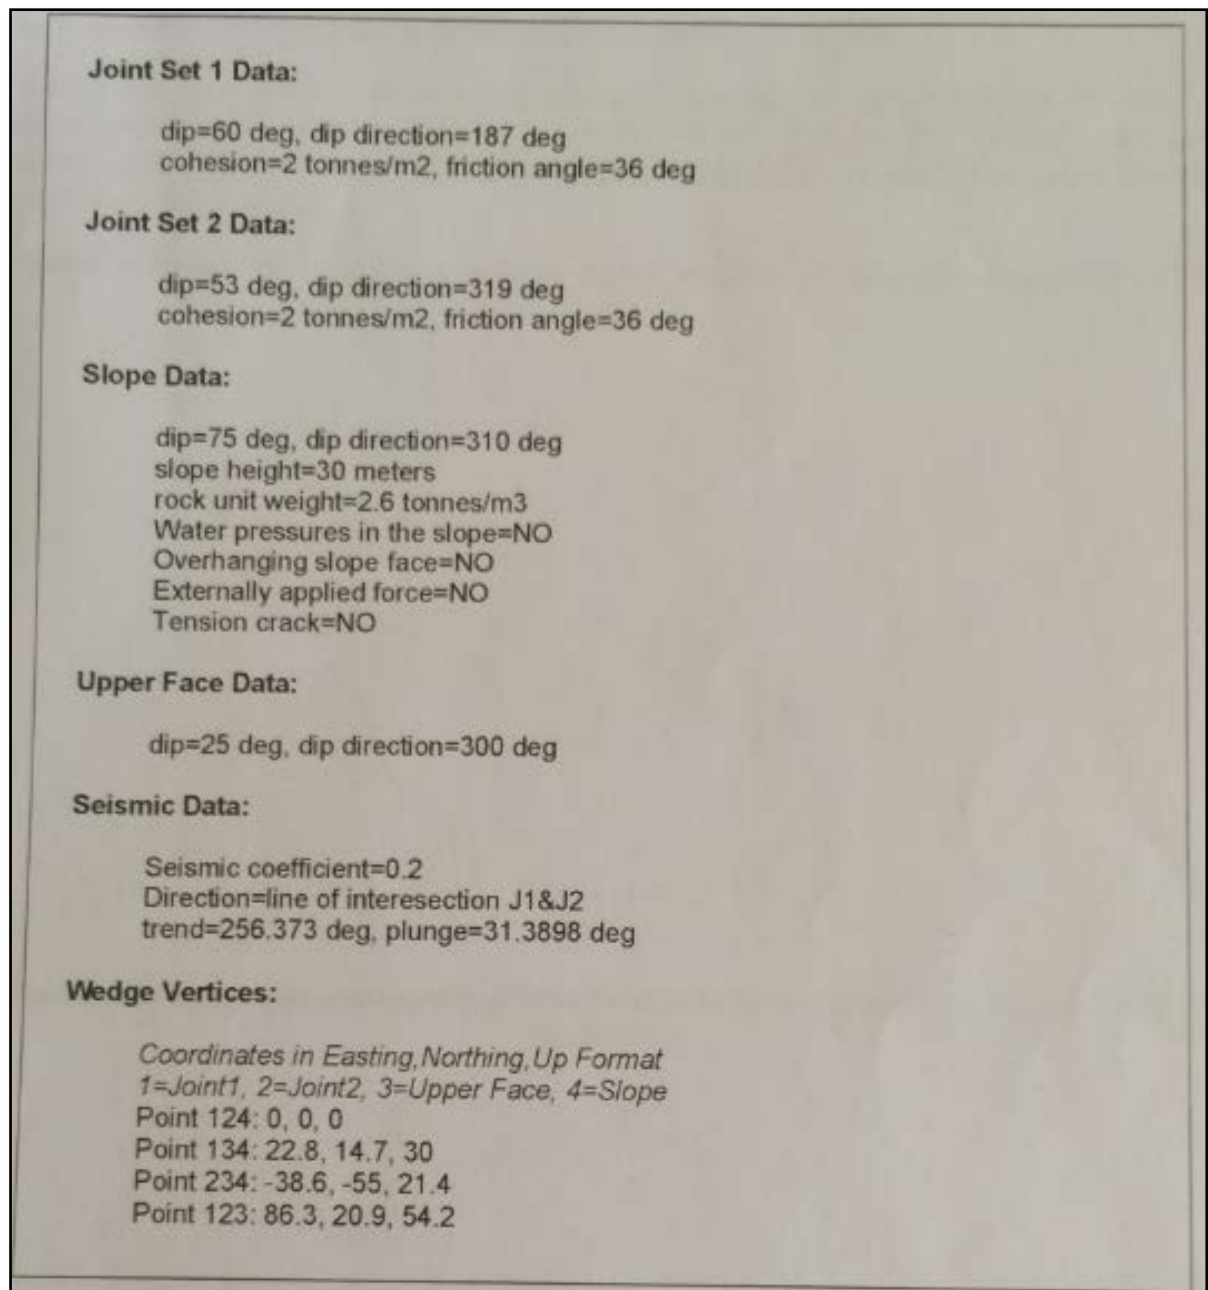 Joint Set 1 Data:
dip=60 deg, dip direction=187 deg
cohesion=2 tonnes/m2, friction angle=36 deg
Joint Set 2 Data:
dip=53 deg, dip direction=319 deg
cohesion=2 tonnes/m2, friction angle=36 deg
Slope Data:
dip=75 deg, dip direction=310 deg
slope height=30 meters
rock unit weight=2.6 tonnes/m3
Water pressures in the slope=NO
Overhanging slope face=NO
Externally applied force=NO
Tension crack=NO
Upper Face Data:
dip=25 deg, dip direction=300 deg
Seismic Data:
Seismic coefficient=0.2
Direction=line of interesection J1&J2
trend=256.373 deg, plunge=31.3898 deg
Wedge Vertices:
Coordinates in Easting,Northing,Up Format
1=Joint1, 2=Joint2, 3=Upper Face, 4=Slope
Point 124: 0, 0, 0
Point 134: 22.8, 14.7, 30
Point 234: -38.6, -55, 21.4
Point 123: 86.3, 20.9, 54.2